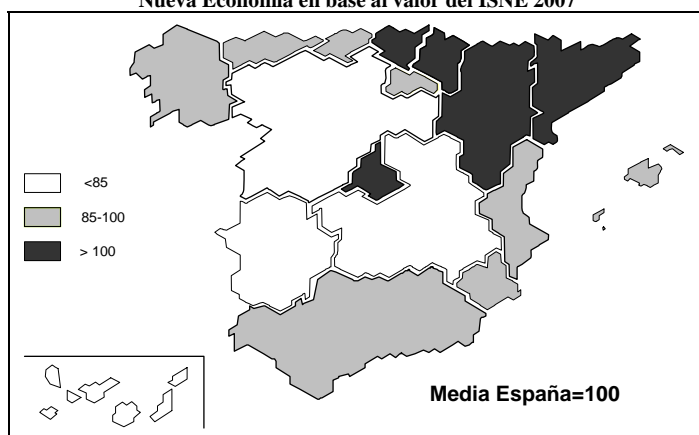 Nueva Economía en base al valor del ISNE 2007
<85
85-100
> 100
Media España=100